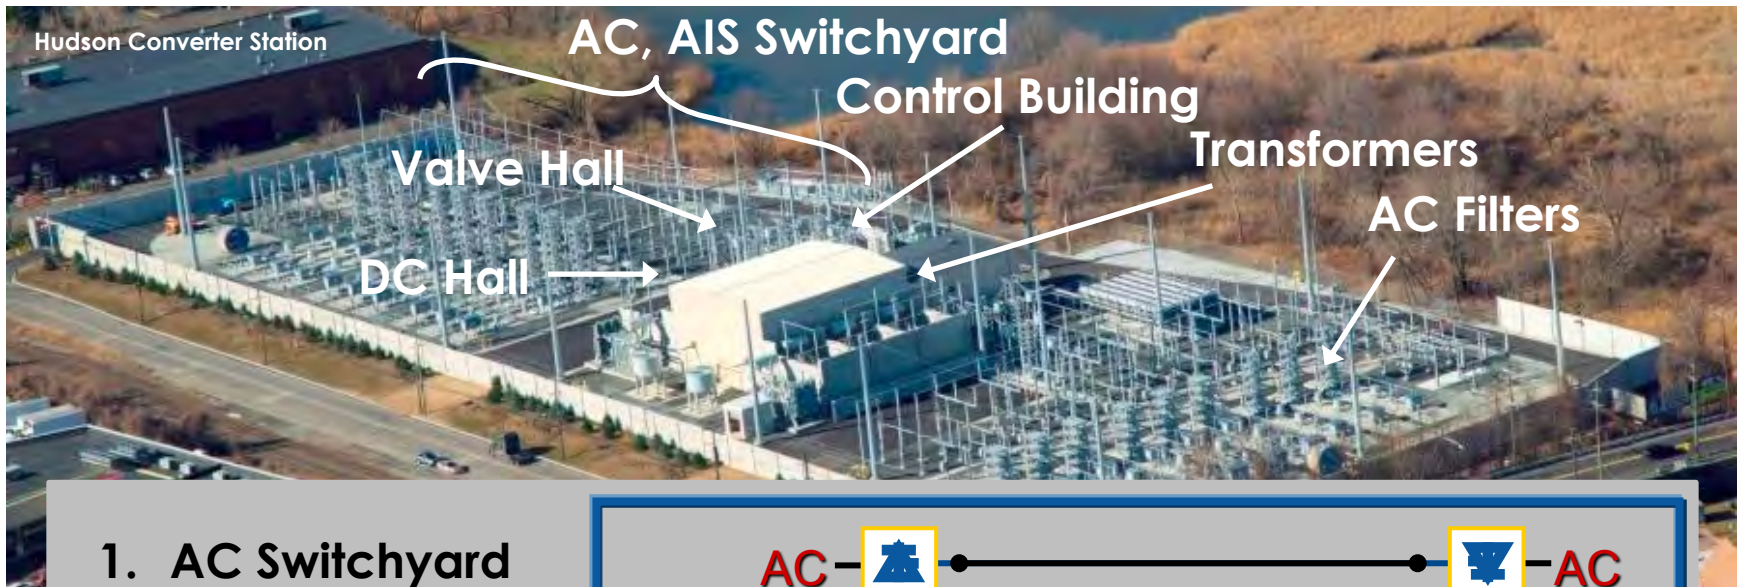 Hudson Converter Station
AC, AIS Switchyard
Control Building
Transformers
Valve Hall
AC Filters
DC Hall
1. AC Switchyard
AC
AC